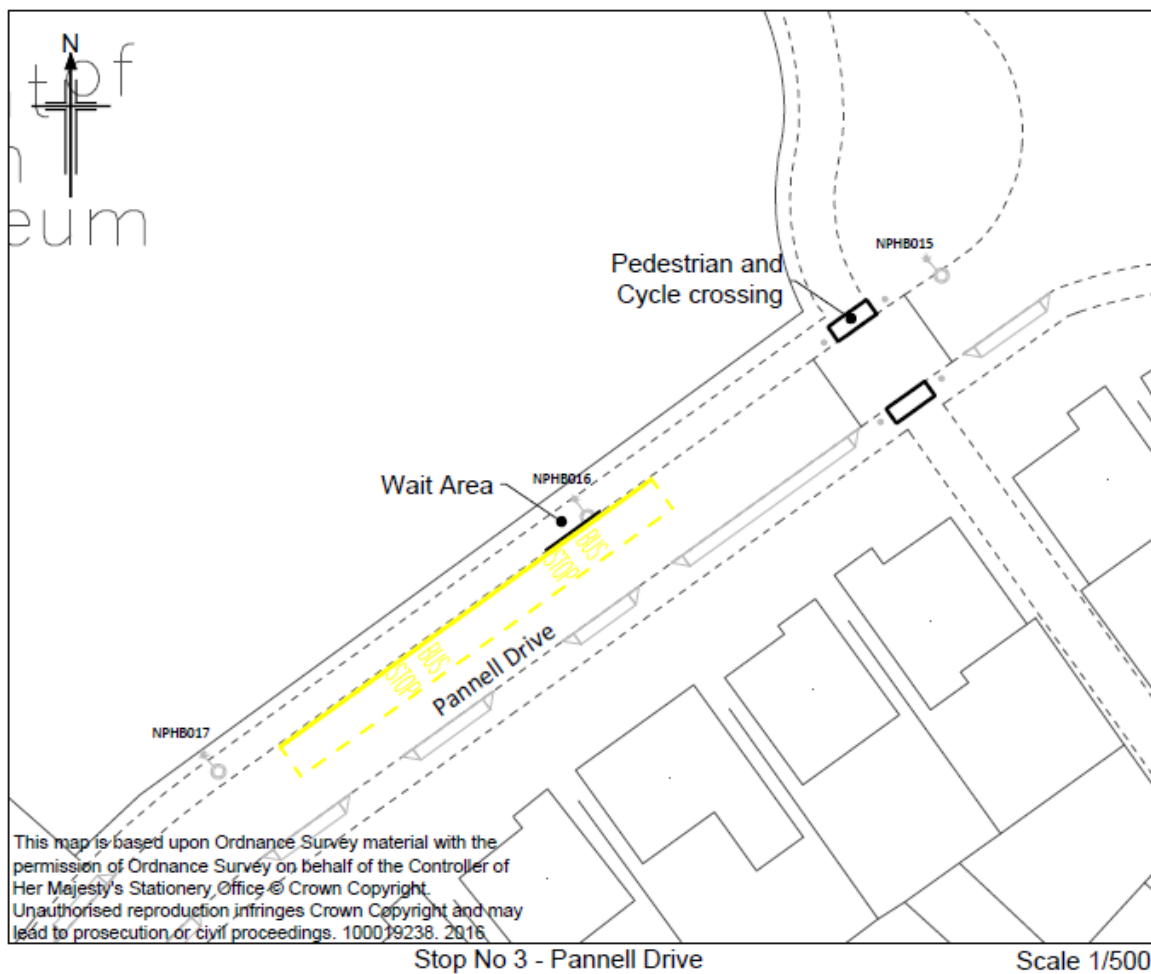 N
t of
n
eum
NPHB015
Pedestrian and
Cycle crossing
Wait Area
NPHB016
BUS
STOP
BUS
STOP
Pannell Drive
NPHB017
This map is based upon Ordnance Survey material with the
permission of Ordnance Survey on behalf of the Controller of
Her Majesty's Stationery Office © Crown Copyright.
Unauthorised reproduction infringes Crown Copyright and may
lead to prosecution or civil proceedings. 100019238. 2016
Stop No 3 - Pannell Drive
Scale 1/500